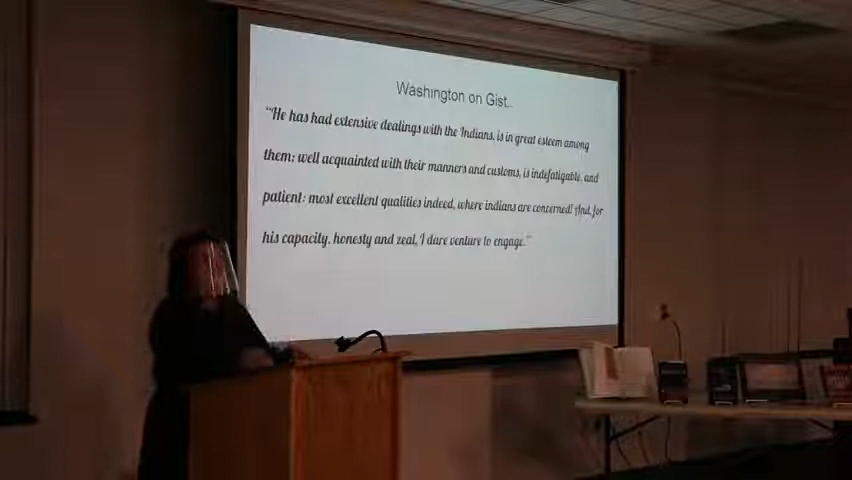 Washington on Gist..
"He has had extensive dealings with the Indians, is in great esteem among
them; well acquainted with their manners and customs, is indefatigable, and
patient: most excellent qualities indeed, where indians are concerned! And, for
his capacity, honesty and zeal, I dare venture to engage."